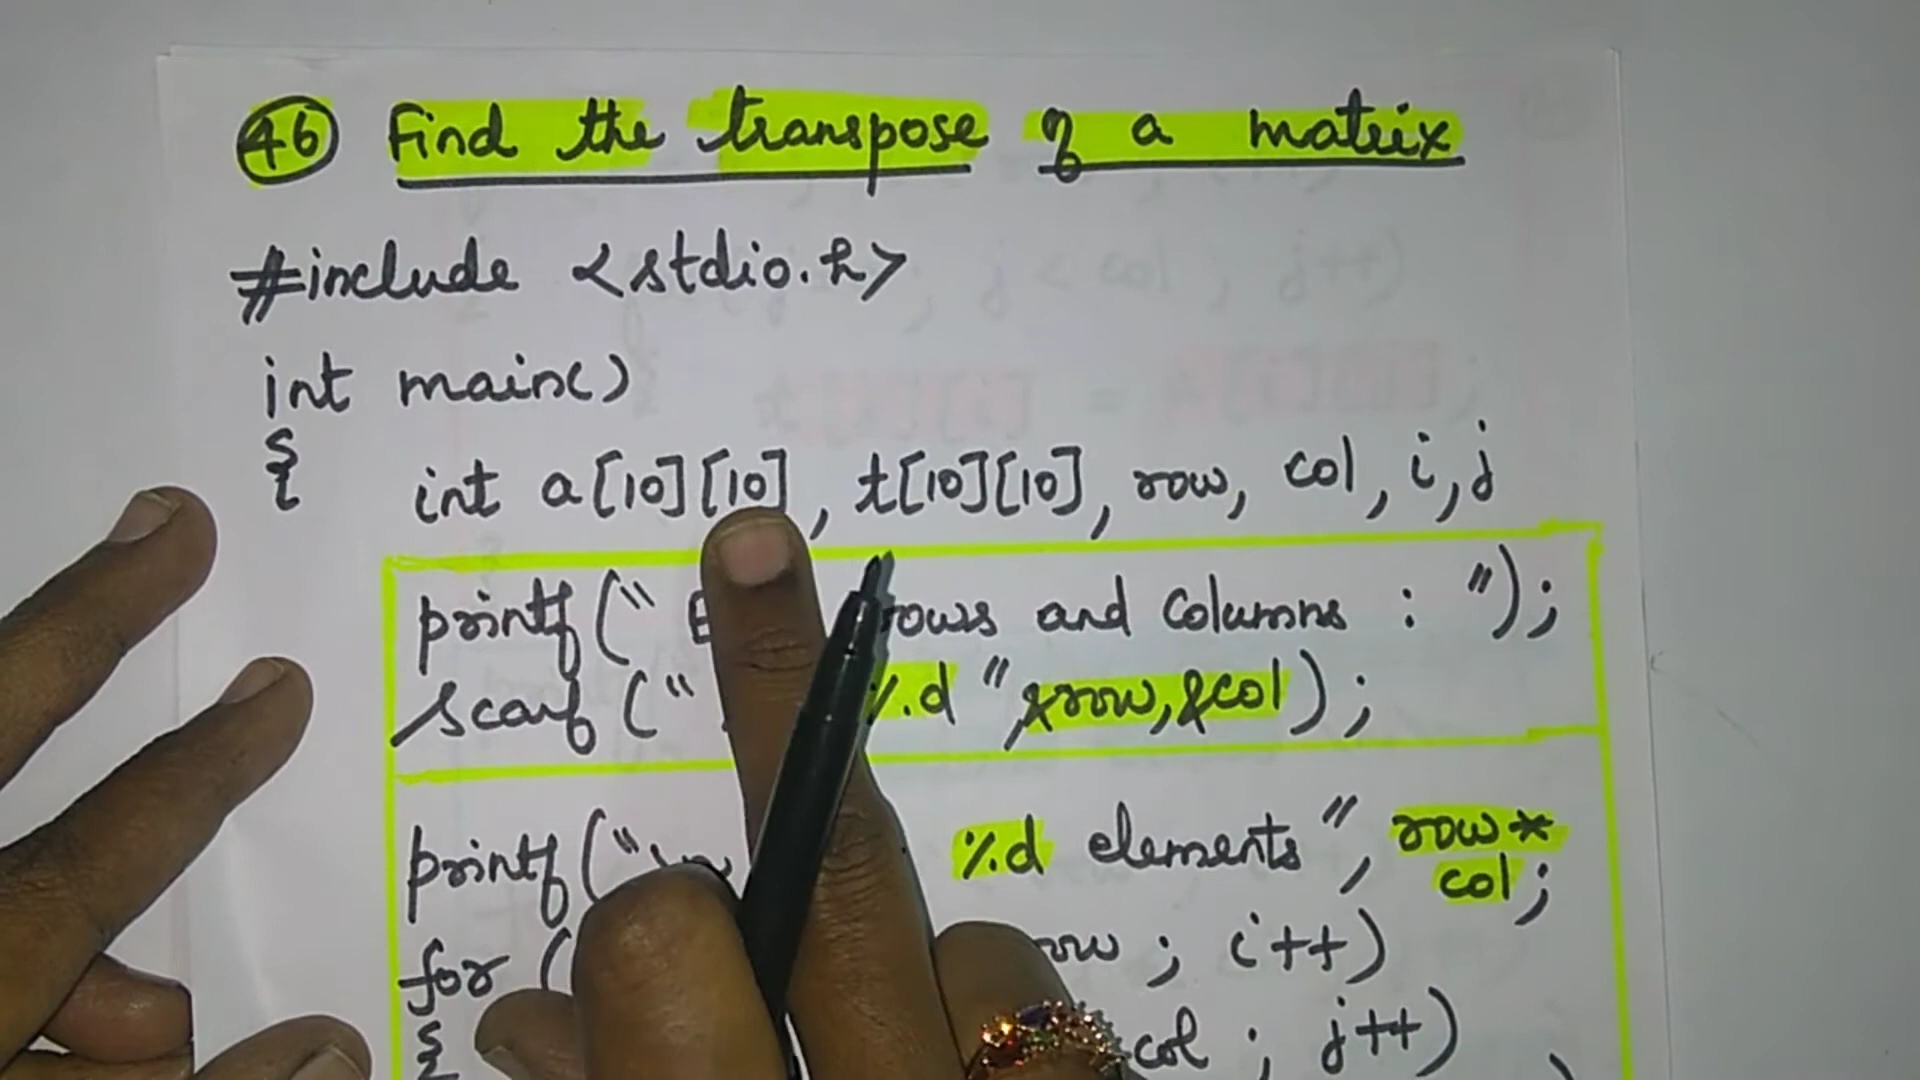 46 Find the transpose of a matrix
#include <stdio.h>
int main()
{
int a[10][10], t[10][10], row, col, i, j
printf(" rows and columns : ");
scanf(" %d ",&row,&col);
printf("\n %d elements", row*
col;
for ( row ; i++)
{ col ; j++)